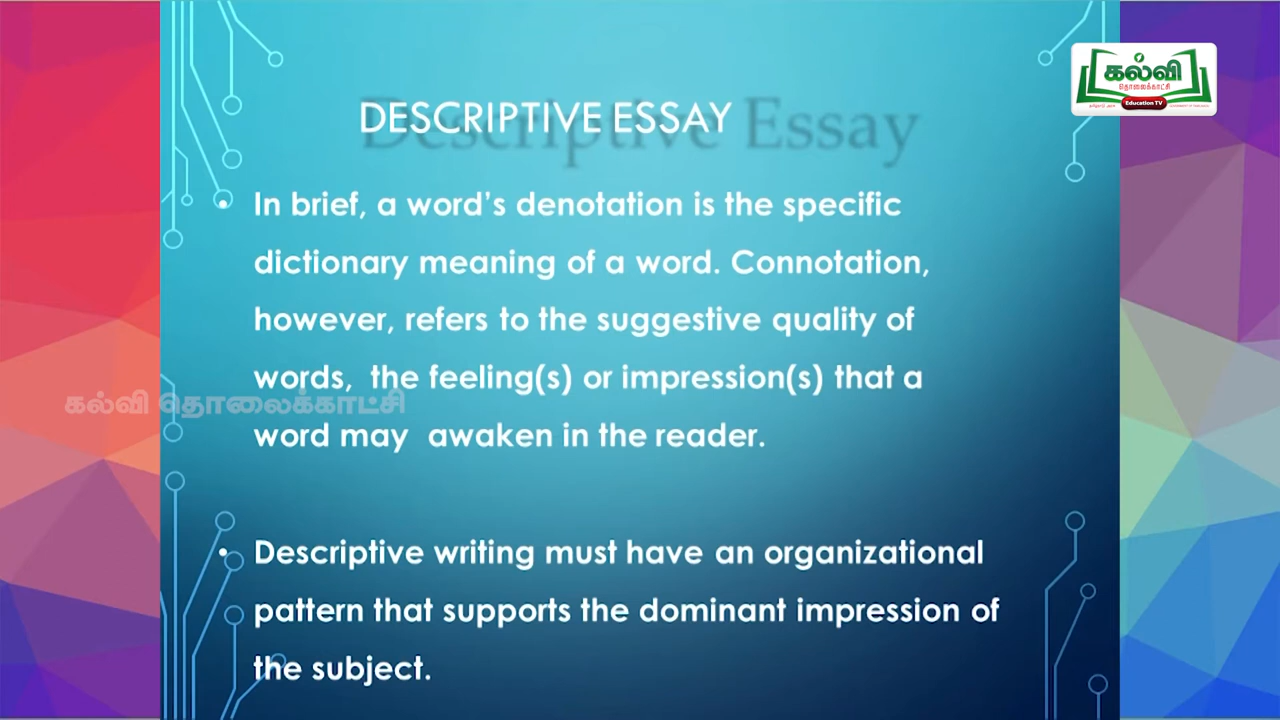 கல்வி
தொலைக்காட்சி
Education TV
DESCRIPTIVE ESSAY
Descriptive Essay
• In brief, a word’s denotation is the specific
dictionary meaning of a word. Connotation,
however, refers to the suggestive quality of
words, the feeling(s) or impression(s) that a
word may awaken in the reader.
கல்வி தொலைக்காட்சி
• Descriptive writing must have an organizational
pattern that supports the dominant impression of
the subject.